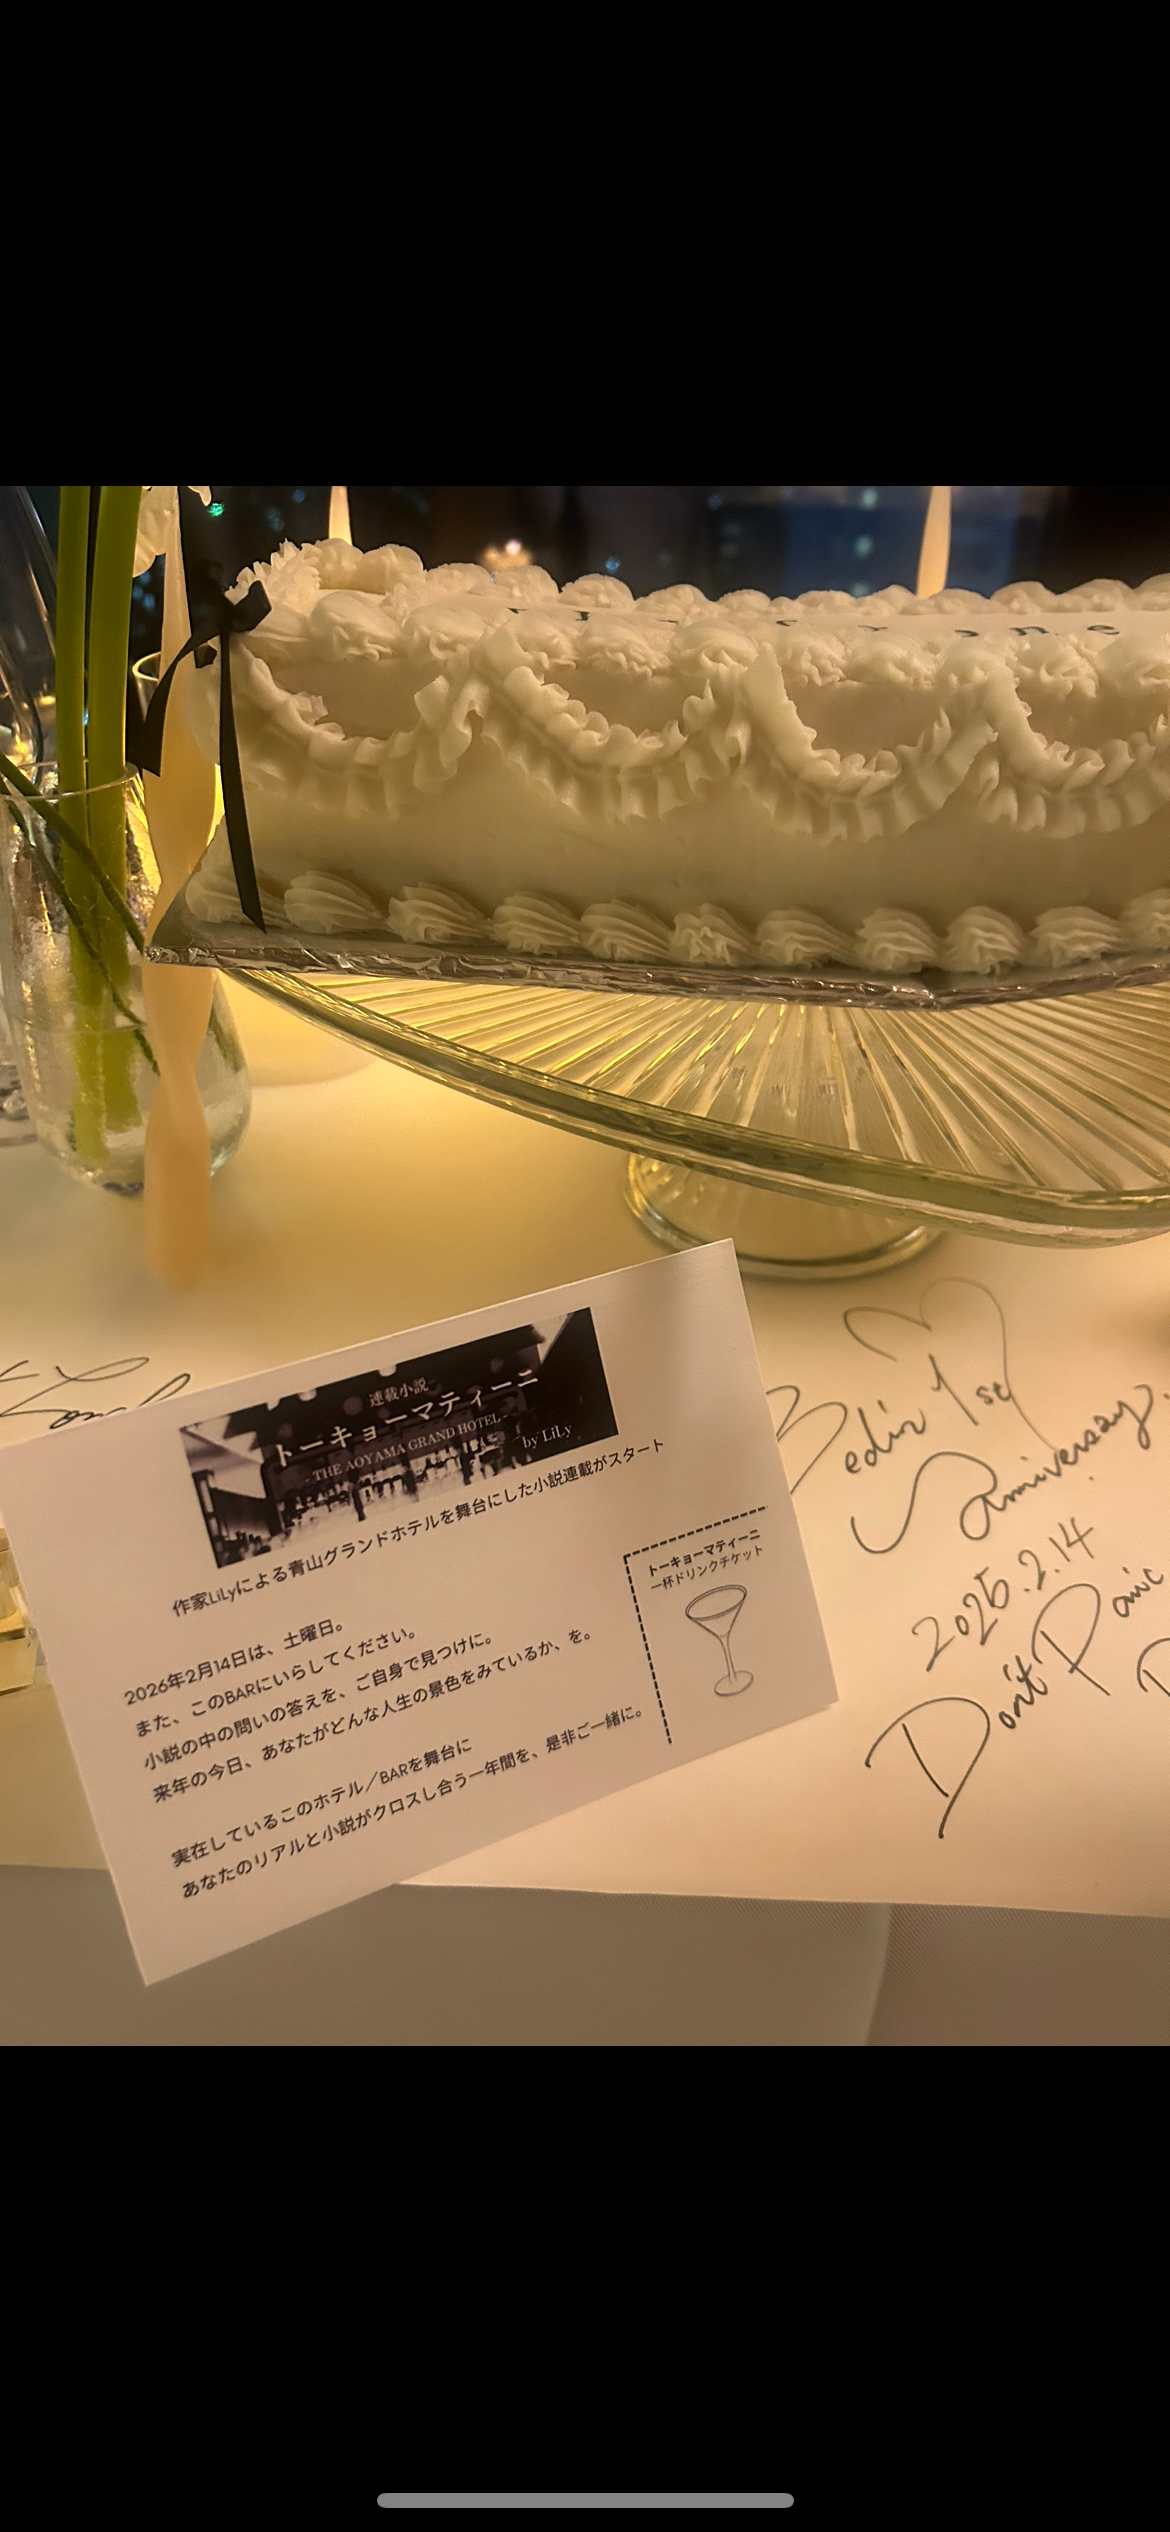 連載小説
トーキョーマティーニ
- THE AOYAMA GRAND HOTEL -
by LiLy
作家LiLyによる青山グランドホテルを舞台にした小説連載がスタート
2026年2月14日は、土曜日。
また、このBARにいらしてください。
小説の中の問いの答えを、ご自身で見つけに。
来年の今日、あなたがどんな人生の景色をみているか、を。
実在しているこのホテル／BARを舞台に
あなたのリアルと小説がクロスし合う一年間を、是非ご一緒に。
トーキョーマティーニ
一杯ドリンクチケット
Bedin 1st
Anniversary.
2025.2.14
Don't Panic